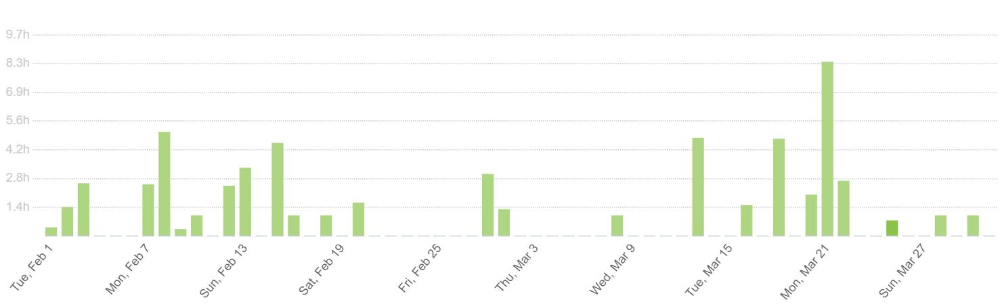 9.7h
8.3h
6.9h
5.6h
4.2h
2.8h
1.4h
Tue, Feb 1
Mon, Feb 7
Sun, Feb 13
Sat, Feb 19
Fri, Feb 25
Thu, Mar 3
Wed, Mar 9
Tue, Mar 15
Mon, Mar 21
Sun, Mar 27